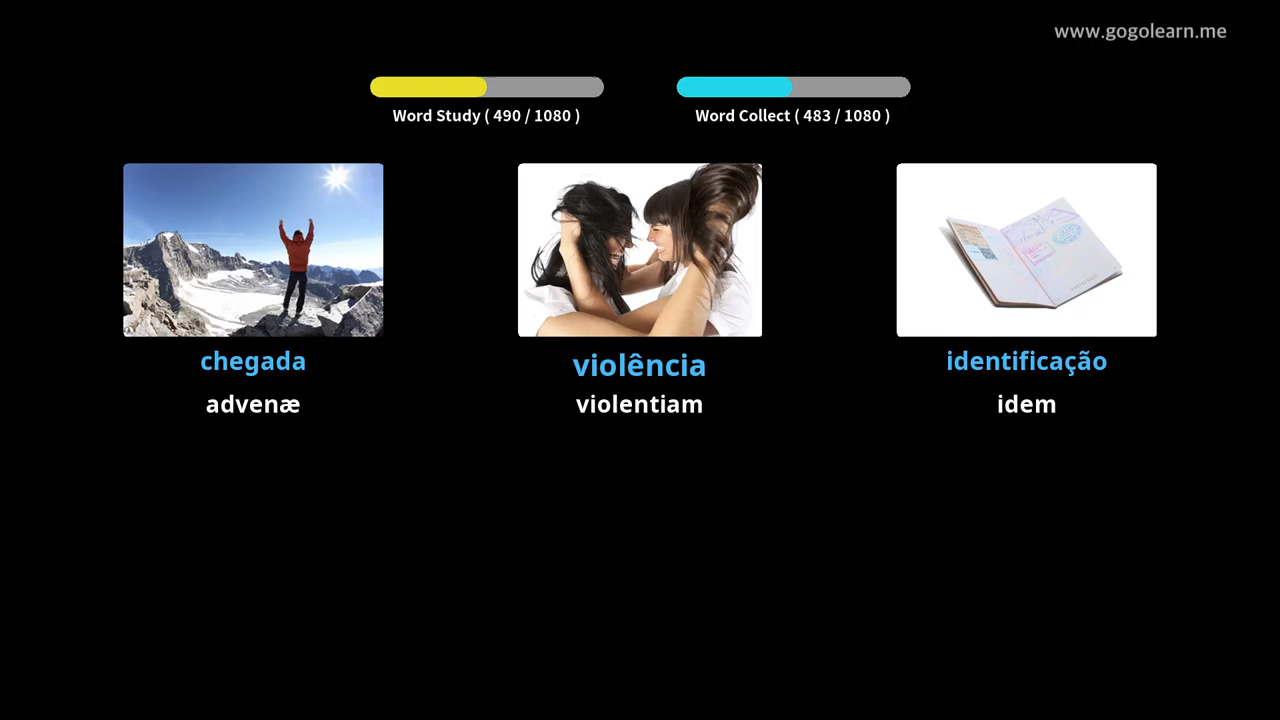 www.gogolearn.me
Word Study ( 490 / 1080 )
Word Collect ( 483 / 1080 )
chegada
violência
identificação
advenæ
violentiam
idem